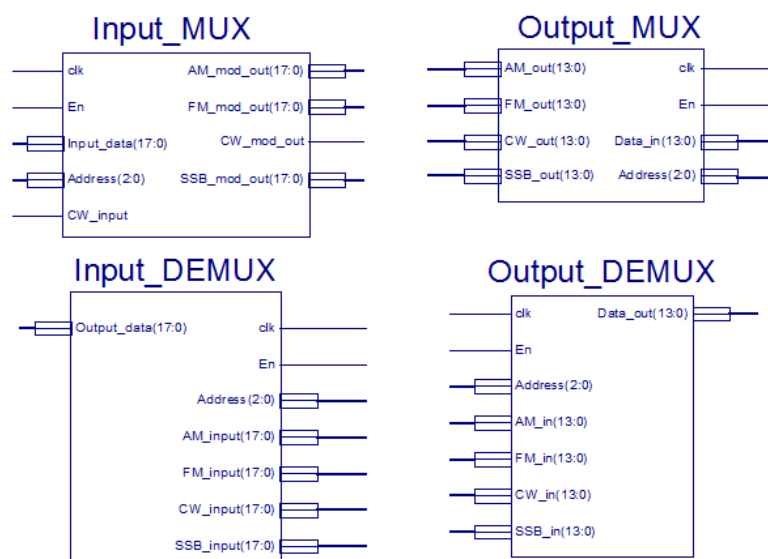 Input_MUX
clk
En
Input_data(17:0)
Address(2:0)
CW_input
AM_mod_out(17:0)
FM_mod_out(17:0)
CW_mod_out
SSB_mod_out(17:0)
Output_MUX
AM_out(13:0)
FM_out(13:0)
CW_out(13:0)
SSB_out(13:0)
clk
En
Data_in(13:0)
Address(2:0)
Input_DEMUX
Output_data(17:0)
clk
En
Address(2:0)
AM_input(17:0)
FM_input(17:0)
CW_input(17:0)
SSB_input(17:0)
Output_DEMUX
clk
En
Address(2:0)
AM_in(13:0)
FM_in(13:0)
CW_in(13:0)
SSB_in(13:0)
Data_out(13:0)